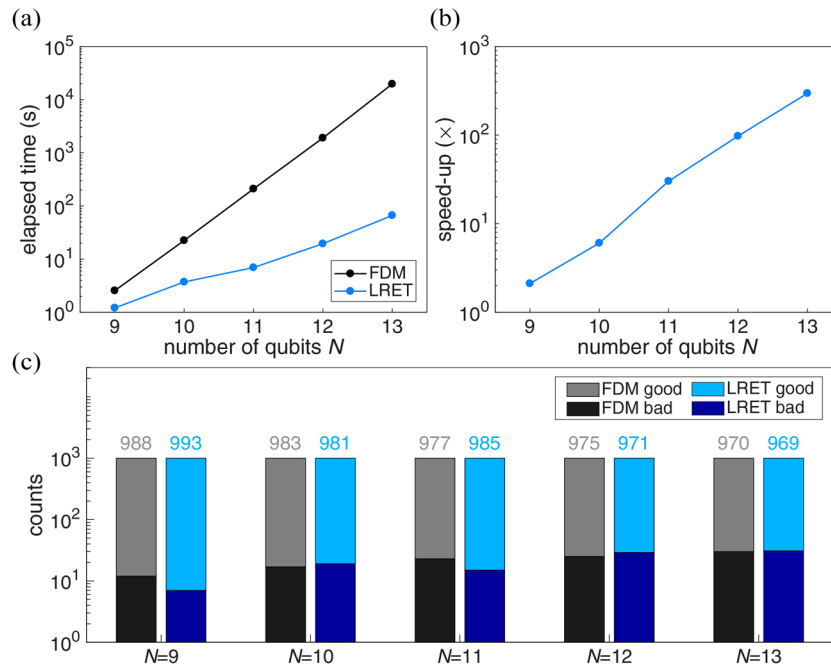 (a)
10^5
10^4
10^3
10^2
10^1
10^0
elapsed time (s)
FDM
LRET
9 10 11 12 13
number of qubits N
(b)
10^3
10^2
10^1
10^0
speed-up (×)
9 10 11 12 13
number of qubits N
(c)
FDM good LRET good
FDM bad LRET bad
988 993 983 981 977 985 975 971 970 969
10^3
10^2
10^1
10^0
counts
N=9 N=10 N=11 N=12 N=13